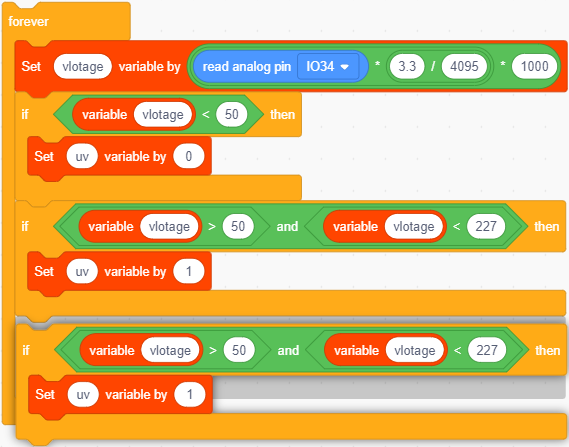 forever
Set vlotage variable by read analog pin IO34 * 3.3 / 4095 * 1000
if variable vlotage < 50 then
Set uv variable by 0
if variable vlotage > 50 and variable vlotage < 227 then
Set uv variable by 1
if variable vlotage > 50 and variable vlotage < 227 then
Set uv variable by 1